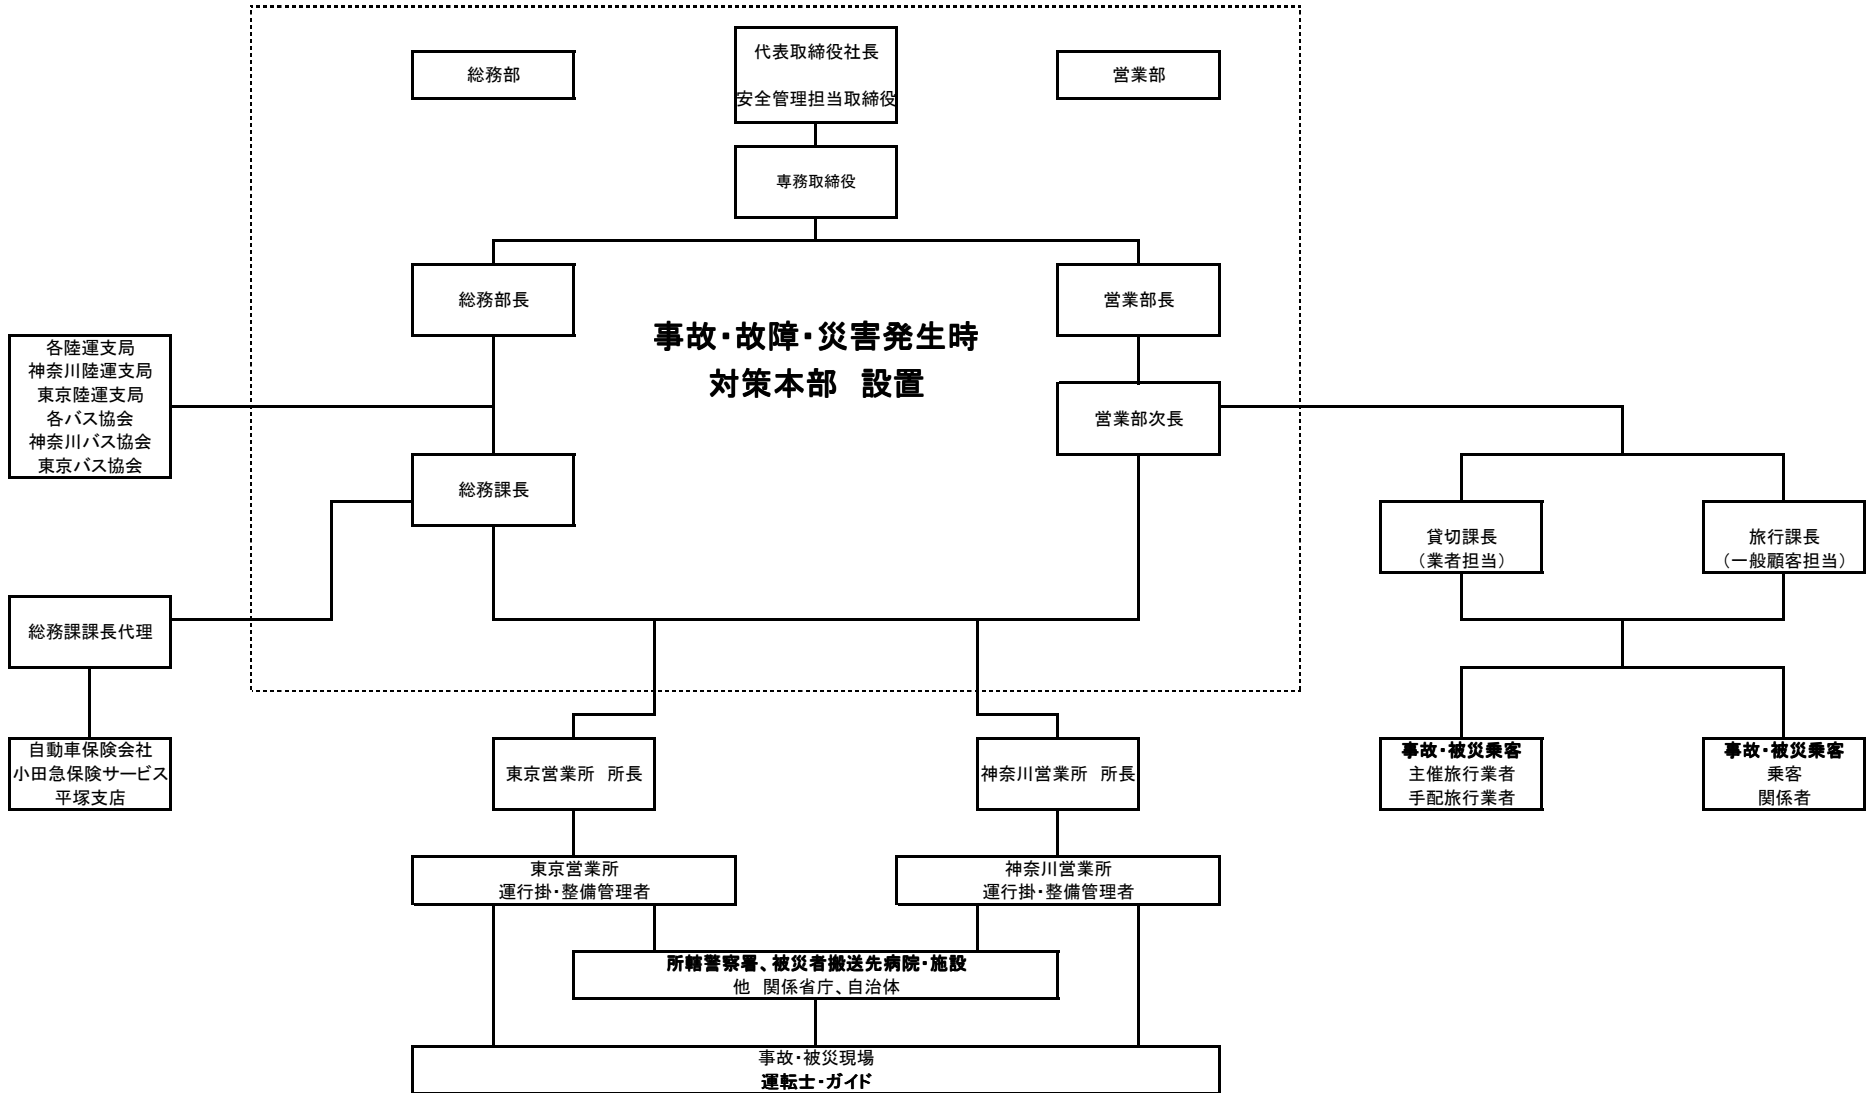 総務部
代表取締役社長
安全管理担当取締役
営業部
専務取締役
総務部長
営業部長
事故・故障・災害発生時
対策本部　設置
各陸運支局
神奈川陸運支局
東京陸運支局
各バス協会
神奈川バス協会
東京バス協会
営業部次長
総務課長
貸切課長
（業者担当）
旅行課長
（一般顧客担当）
総務課課長代理
自動車保険会社
小田急保険サービス
平塚支店
東京営業所　所長
神奈川営業所　所長
事故・被災乗客
主催旅行業者
手配旅行業者
事故・被災乗客
乗客
関係者
東京営業所
運行掛・整備管理者
神奈川営業所
運行掛・整備管理者
所轄警察署、被災者搬送先病院・施設
他　関係省庁、自治体
事故・被災現場
運転士・ガイド